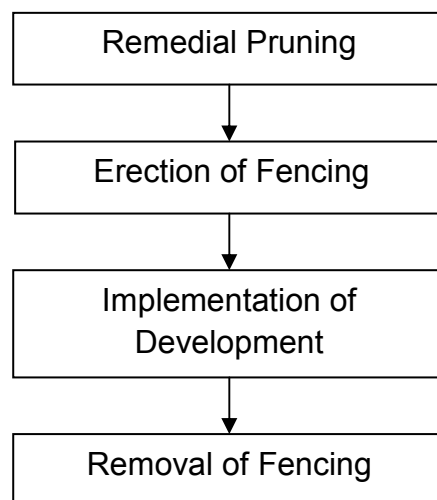 Remedial Pruning
Erection of Fencing
Implementation of
Development
Removal of Fencing